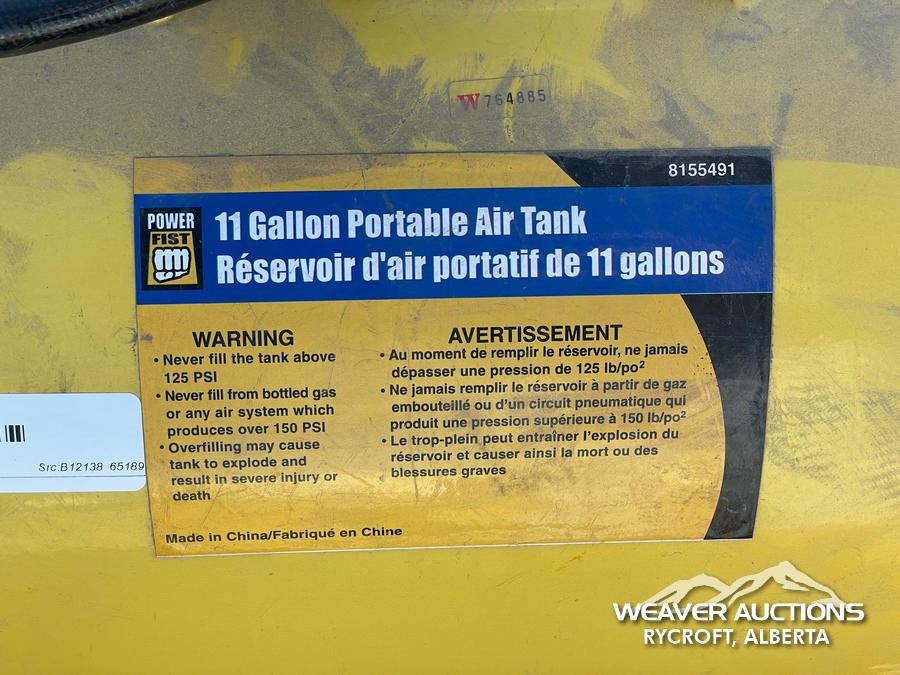 W 764885
8155491
POWER
FIST
11 Gallon Portable Air Tank
Réservoir d'air portatif de 11 gallons
WARNING
• Never fill the tank above
125 PSI
• Never fill from bottled gas
or any air system which
produces over 150 PSI
• Overfilling may cause
tank to explode and
result in severe injury or
death
AVERTISSEMENT
• Au moment de remplir le réservoir, ne jamais
dépasser une pression de 125 lb/po²
• Ne jamais remplir le réservoir à partir de gaz
embouteillé ou d'un circuit pneumatique qui
produit une pression supérieure à 150 lb/po²
• Le trop-plein peut entraîner l'explosion du
réservoir et causer ainsi la mort ou des
blessures graves
Made in China/Fabriqué en Chine
Src:B12138 65189
WEAVER AUCTIONS
RYCROFT, ALBERTA